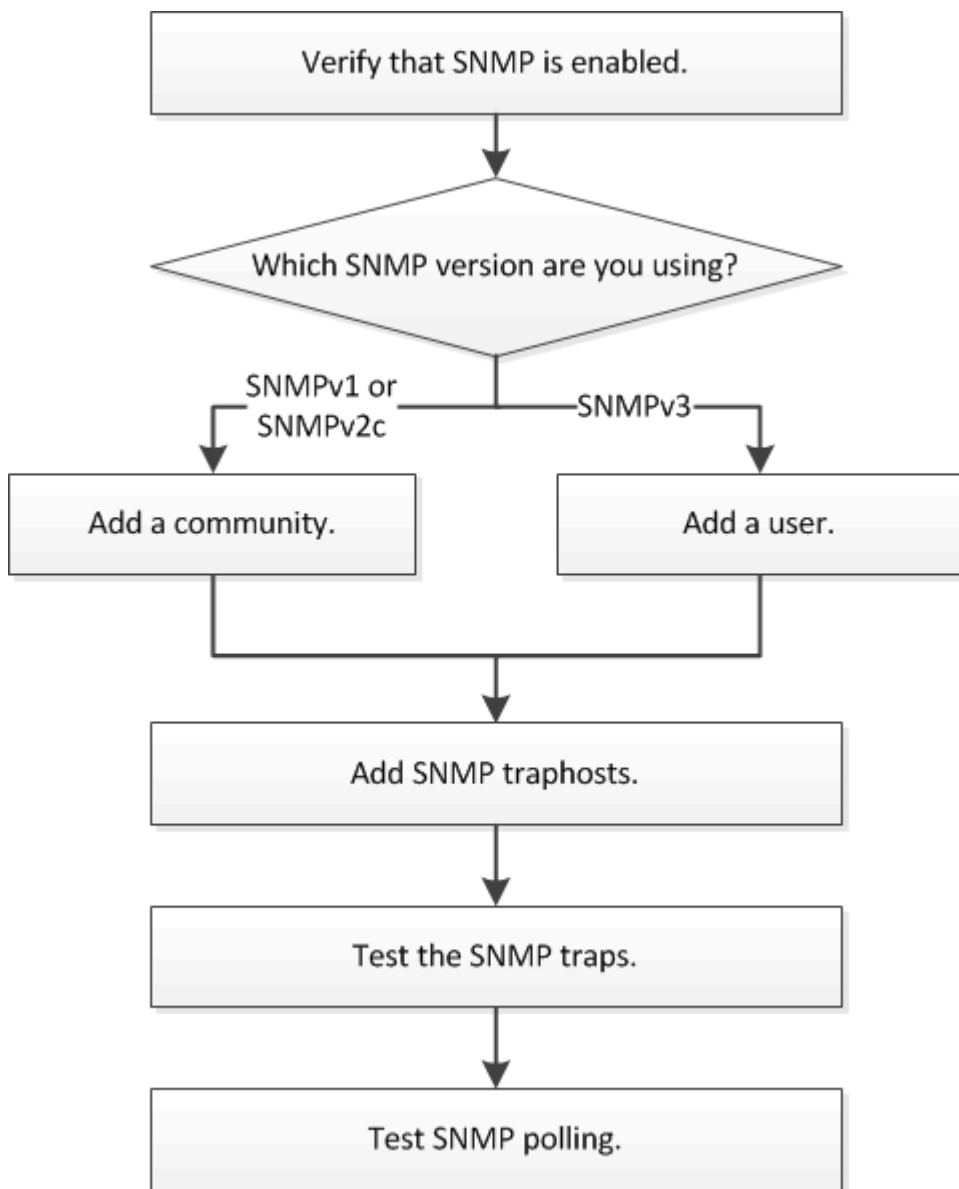 Verify that SNMP is enabled.
Which SNMP version are you using?
SNMPv1 or
SNMPv2c
SNMPv3
Add a community.
Add a user.
Add SNMP traphosts.
Test the SNMP traps.
Test SNMP polling.